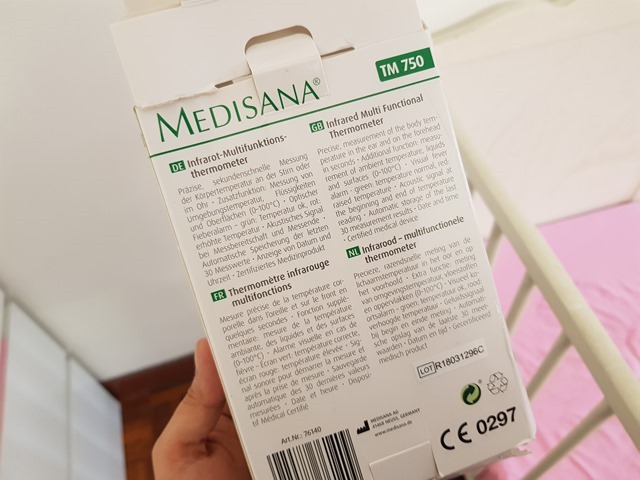 TM 750
MEDISANA®
DE Infrarot-Multifunktions-
thermometer
Präzise, sekundenschnelle Messung
der Körpertemperatur an der Stirn oder
im Ohr · Zusatzfunktion: Messung von
Umgebungstemperatur, Flüssigkeiten
und Oberflächen (0-100°C) · Optischer
Fieberalarm - grün: Temperatur ok, rot:
erhöhte Temperatur · Akustisches Signal
bei Messbereitschaft und Messende ·
Automatische Speicherung der letzten
30 Messwerte · Anzeige von Datum und
Uhrzeit · Zertifiziertes Medizinprodukt
GB Infrared Multi Functional
Thermometer
Precise, measurement of the body tem-
perature in the ear and on the forehead
in seconds · Additional function: measu-
rement of ambient temperature, liquids
and surfaces (0-100°C) · Visual fever
alarm - green: temperature normal, red:
raised temperature · Acoustic signal at
the beginning and end of temperature
reading · Automatic storage of the last
30 measurement results · Date and time
· Certified medical device
FR Thermomètre infrarouge
multifonctions
Mesure précise de la température cor-
porelle dans l'oreille et sur le front en
quelques secondes · Fonction supplé-
mentaire: mesure de la température
ambiante, des liquides et des surfaces
(0-100°C) · Alarme visuelle en cas de
fièvre - Écran vert: température correcte,
écran rouge: température élevée · Sig-
nal sonore pour démarrer la mesure et
après la prise de mesure · Sauvegarde
automatique des 30 dernières valeurs
mesurées · Date et heure · Disposi-
tif Médical Certifié
NL Infrarood – multifunctionele
thermometer
Precieze, razendsnelle meting van de
lichaamstemperatuur in het oor en op
het voorhoofd · Extra functie: meting
van omgevingstemperatuur, vloeistoffen
en oppervlakken (0-100°C) · Visueel ko-
ortsalarm - groen: temperatuur ok, rood:
verhoogde temperatuur · Geluidssignaal
bij begin en einde meting · Automati-
sche opslag van de laatste 30 meet-
waarden · Datum en tijd · Gecertificeerd
medisch product
LOT R18031296C
MEDISANA AG
41468 NEUSS, GERMANY
www.medisana.de
Art.Nr.: 76140
CE 0297